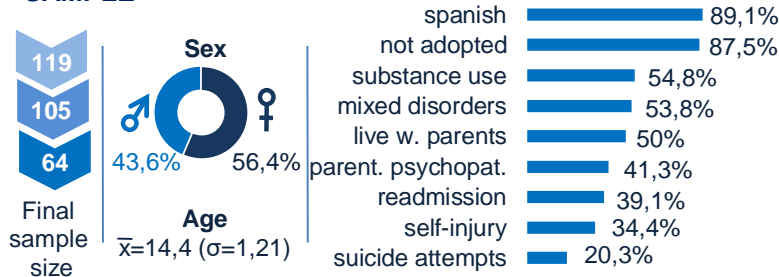 119
105
64
Final
sample
size
Sex
43,6%
56,4%
Age
x̅=14,4 (σ=1,21)
spanish 89,1%
not adopted 87,5%
substance use 54,8%
mixed disorders 53,8%
live w. parents 50%
parent. psychopat. 41,3%
readmission 39,1%
self-injury 34,4%
suicide attempts 20,3%